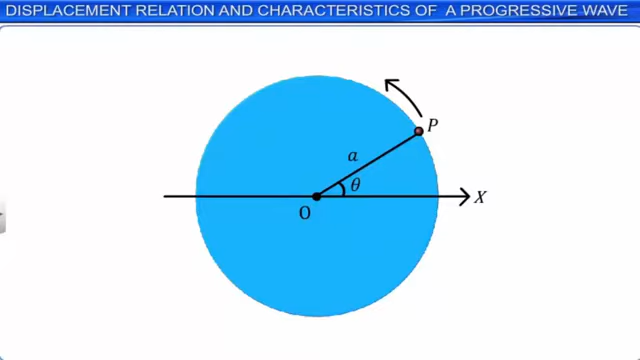 DISPLACEMENT RELATION AND CHARACTERISTICS OF A PROGRESSIVE WAVE
P
a
θ
X
O